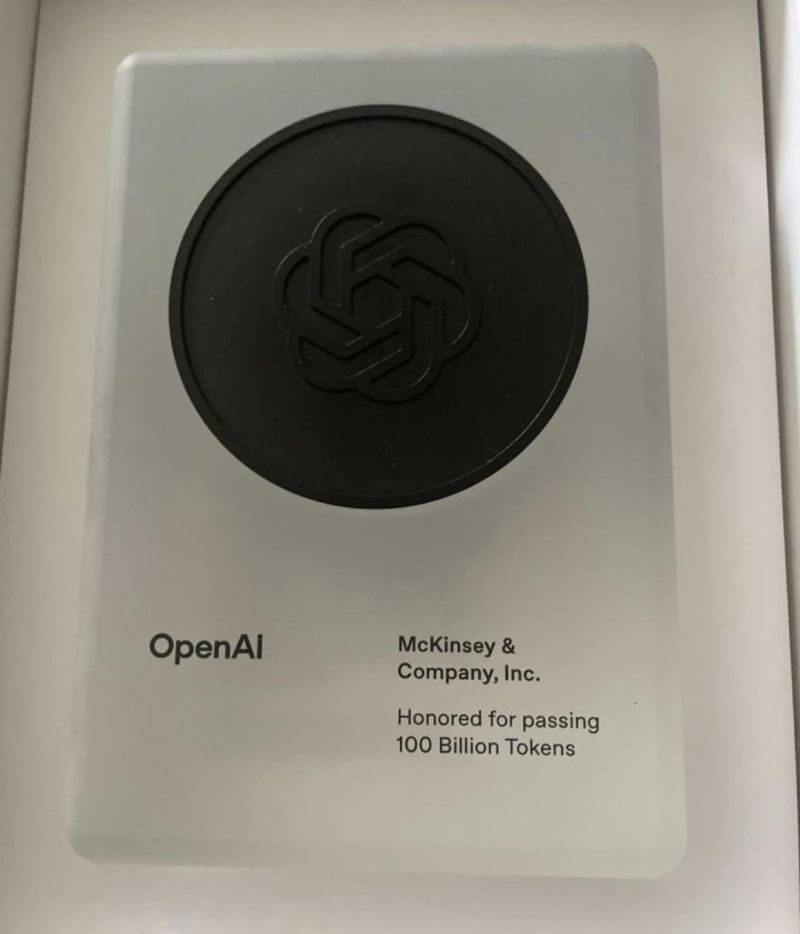 OpenAI
McKinsey &
Company, Inc.
Honored for passing
100 Billion Tokens